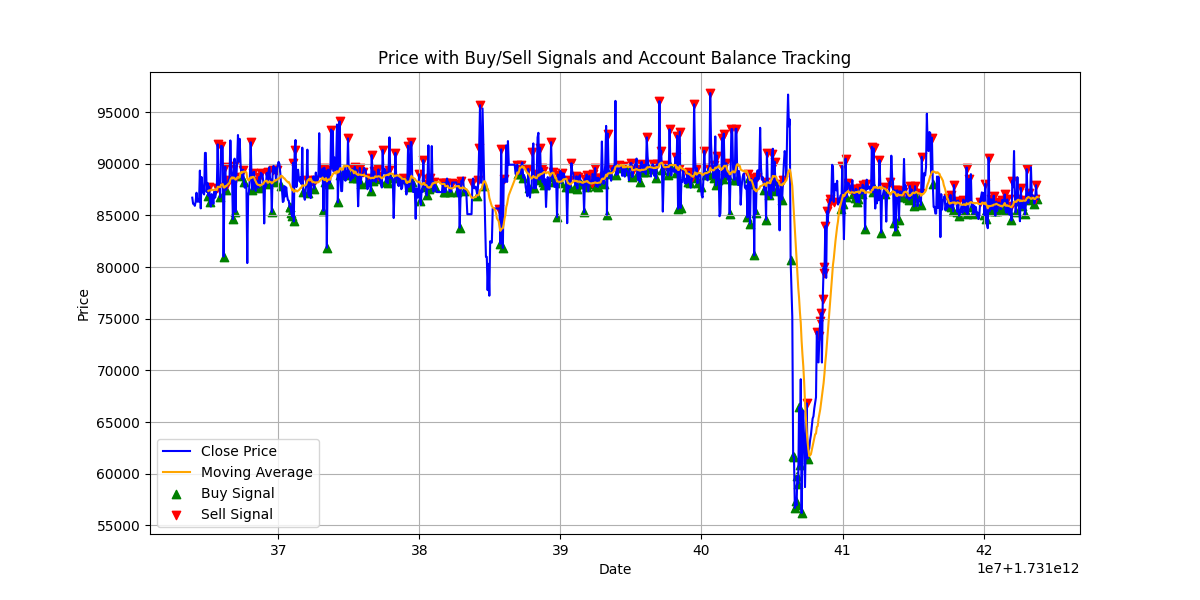 Price with Buy/Sell Signals and Account Balance Tracking
95000
90000
85000
80000
75000
70000
65000
60000
55000
Price
Close Price
Moving Average
Buy Signal
Sell Signal
37 38 39 40 41 42
1e7+1.731e12
Date